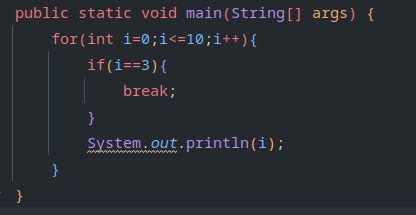 public static void main(String[] args) {
for(int i=0;i<=10;i++){
if(i==3){
break;
}
System.out.println(i);
}
}